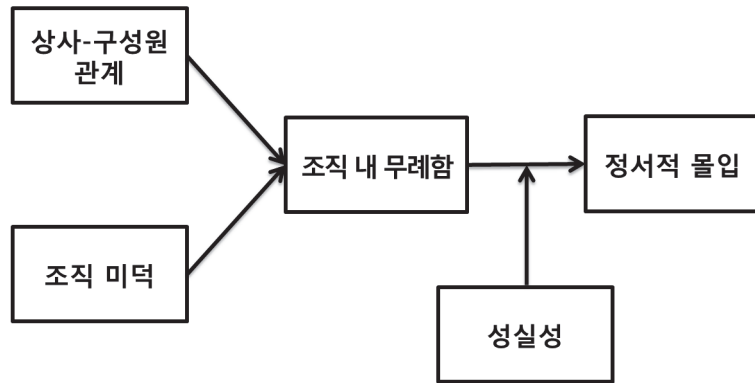 상사-구성원
관계
조직 내 무례함
정서적 몰입
조직 미덕
성실성